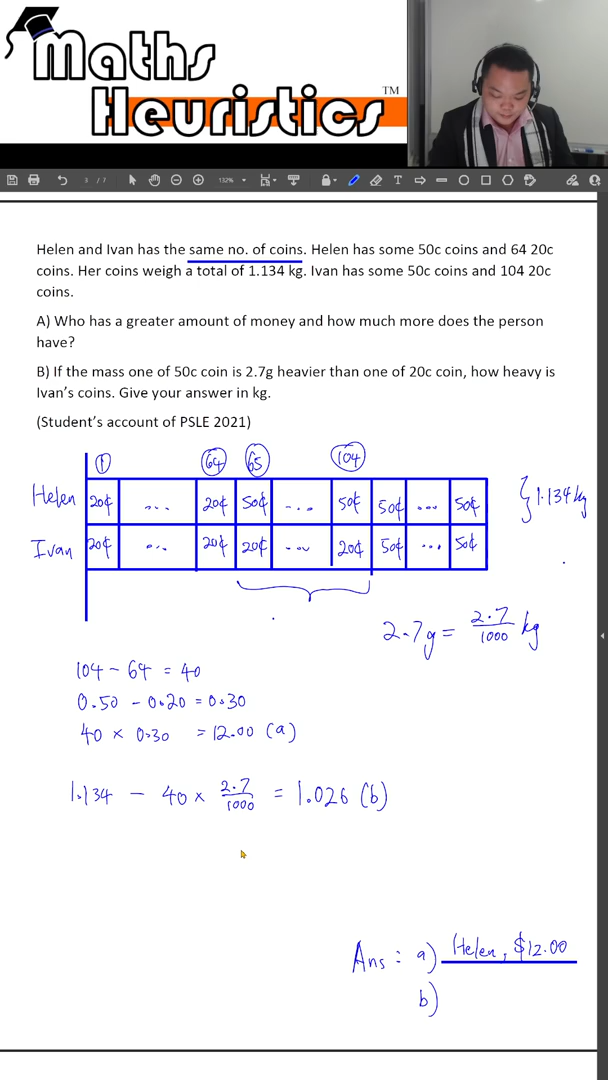 Maths
Heuristics TM
3 / 7
132%
T
Helen and Ivan has the same no. of coins. Helen has some 50c coins and 64 20c
coins. Her coins weigh a total of 1.134 kg. Ivan has some 50c coins and 104 20c
coins.
A) Who has a greater amount of money and how much more does the person
have?
B) If the mass one of 50c coin is 2.7g heavier than one of 20c coin, how heavy is
Ivan's coins. Give your answer in kg.
(Student's account of PSLE 2021)
1 64 65 104
Helen 20¢ ... 20¢ 50¢ ... 50¢ 50¢ ... 50¢ } 1.134 kg
Ivan 20¢ ... 20¢ 20¢ ... 20¢ 50¢ ... 50¢
2.7g = 2.7/1000 kg
104 - 64 = 40
0.50 - 0.20 = 0.30
40 × 0.30 = 12.00 (a)
1.134 - 40 × 2.7/1000 = 1.026 (b)
Ans : a) Helen, $12.00
b)